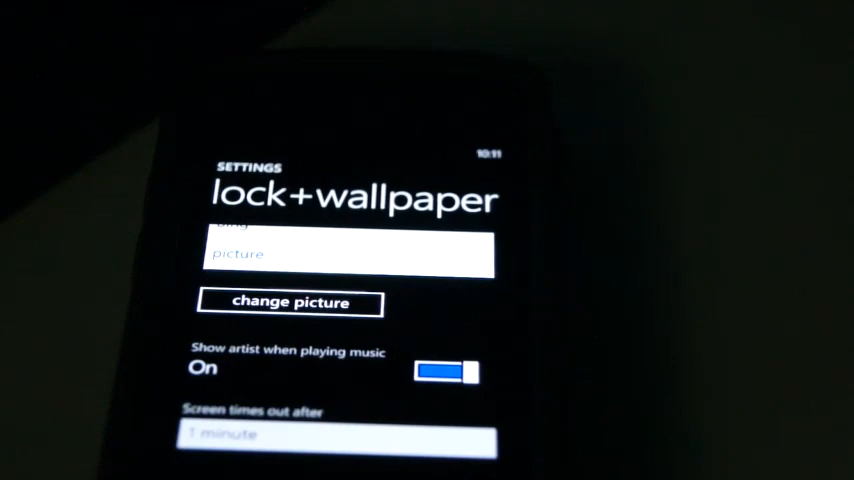 10:11
SETTINGS
lock+wallpaper
bing
picture
change picture
Show artist when playing music
On
Screen times out after
1 minute